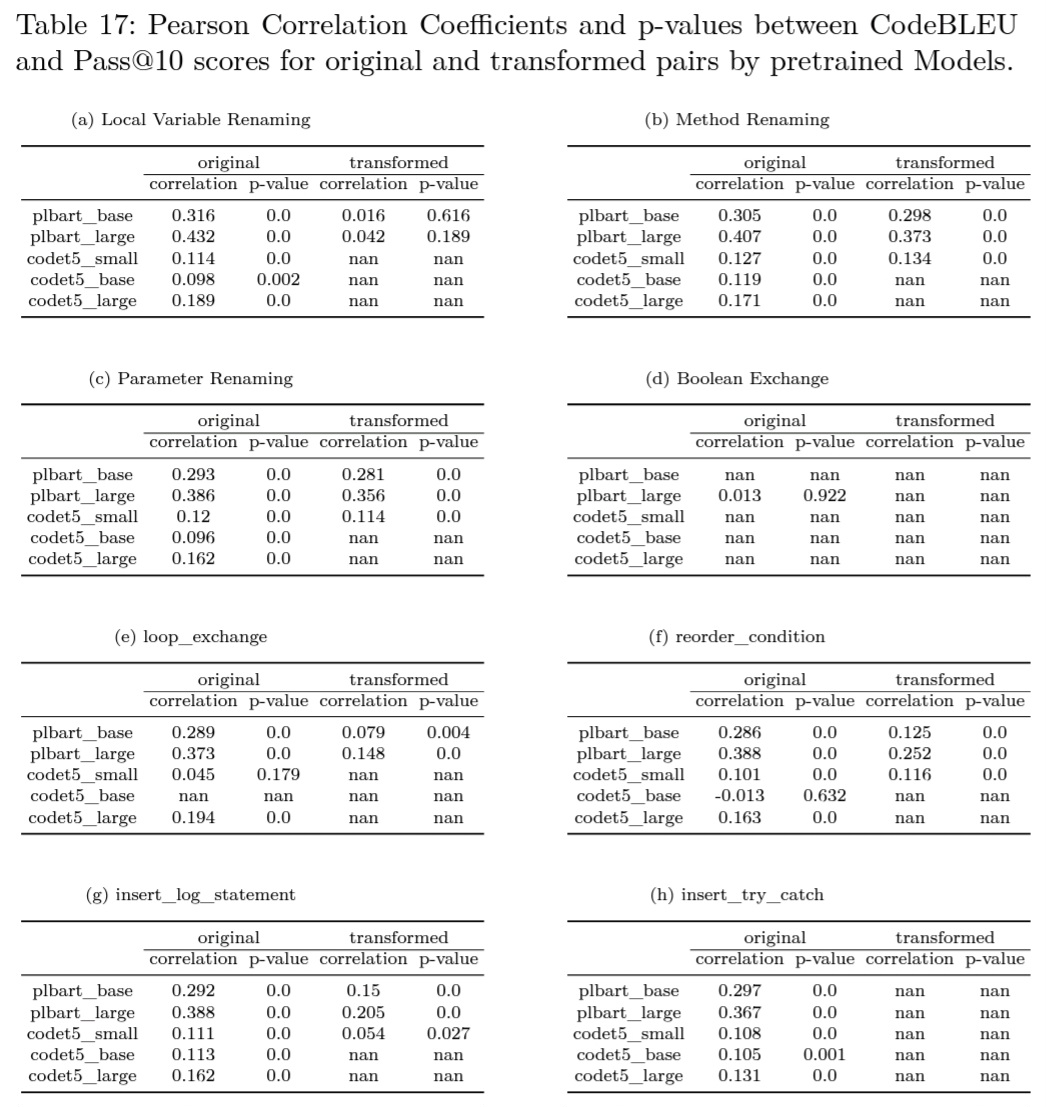 Table 17: Pearson Correlation Coefficients and p-values between CodeBLEU
and Pass@10 scores for original and transformed pairs by pretrained Models.
(a) Local Variable Renaming
original transformed
correlation p-value correlation p-value
plbart_base 0.316 0.0 0.016 0.616
plbart_large 0.432 0.0 0.042 0.189
codet5_small 0.114 0.0 nan nan
codet5_base 0.098 0.002 nan nan
codet5_large 0.189 0.0 nan nan
(b) Method Renaming
original transformed
correlation p-value correlation p-value
plbart_base 0.305 0.0 0.298 0.0
plbart_large 0.407 0.0 0.373 0.0
codet5_small 0.127 0.0 0.134 0.0
codet5_base 0.119 0.0 nan nan
codet5_large 0.171 0.0 nan nan
(c) Parameter Renaming
original transformed
correlation p-value correlation p-value
plbart_base 0.293 0.0 0.281 0.0
plbart_large 0.386 0.0 0.356 0.0
codet5_small 0.12 0.0 0.114 0.0
codet5_base 0.096 0.0 nan nan
codet5_large 0.162 0.0 nan nan
(d) Boolean Exchange
original transformed
correlation p-value correlation p-value
plbart_base nan nan nan nan
plbart_large 0.013 0.922 nan nan
codet5_small nan nan nan nan
codet5_base nan nan nan nan
codet5_large nan nan nan nan
(e) loop_exchange
original transformed
correlation p-value correlation p-value
plbart_base 0.289 0.0 0.079 0.004
plbart_large 0.373 0.0 0.148 0.0
codet5_small 0.045 0.179 nan nan
codet5_base nan nan nan nan
codet5_large 0.194 0.0 nan nan
(f) reorder_condition
original transformed
correlation p-value correlation p-value
plbart_base 0.286 0.0 0.125 0.0
plbart_large 0.388 0.0 0.252 0.0
codet5_small 0.101 0.0 0.116 0.0
codet5_base -0.013 0.632 nan nan
codet5_large 0.163 0.0 nan nan
(g) insert_log_statement
original transformed
correlation p-value correlation p-value
plbart_base 0.292 0.0 0.15 0.0
plbart_large 0.388 0.0 0.205 0.0
codet5_small 0.111 0.0 0.054 0.027
codet5_base 0.113 0.0 nan nan
codet5_large 0.162 0.0 nan nan
(h) insert_try_catch
original transformed
correlation p-value correlation p-value
plbart_base 0.297 0.0 nan nan
plbart_large 0.367 0.0 nan nan
codet5_small 0.108 0.0 nan nan
codet5_base 0.105 0.001 nan nan
codet5_large 0.131 0.0 nan nan